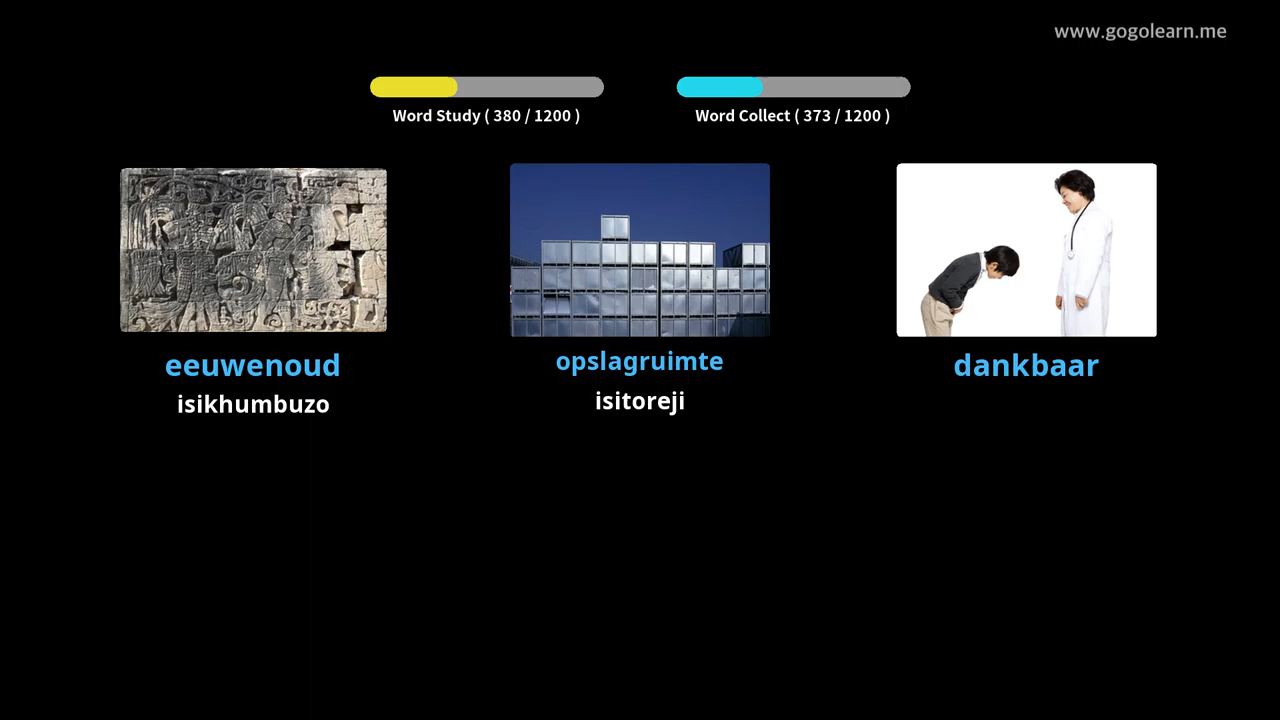 www.gogolearn.me
Word Study ( 380 / 1200 )
Word Collect ( 373 / 1200 )
eeuwenoud
opslagruimte
dankbaar
isikhumbuzo
isitoreji